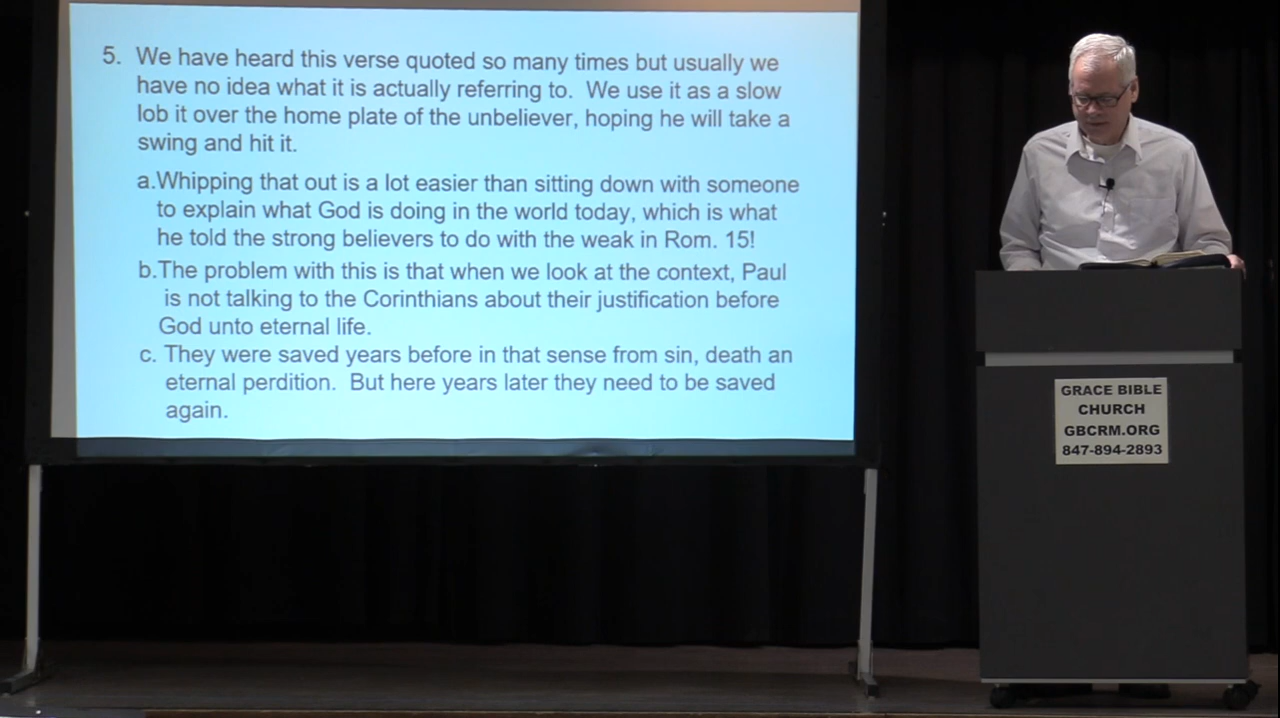 5. We have heard this verse quoted so many times but usually we
have no idea what it is actually referring to. We use it as a slow
lob it over the home plate of the unbeliever, hoping he will take a
swing and hit it.
a.Whipping that out is a lot easier than sitting down with someone
to explain what God is doing in the world today, which is what
he told the strong believers to do with the weak in Rom. 15!
b.The problem with this is that when we look at the context, Paul
is not talking to the Corinthians about their justification before
God unto eternal life.
c. They were saved years before in that sense from sin, death an
eternal perdition. But here years later they need to be saved
again.
GRACE BIBLE
CHURCH
GBCRM.ORG
847-894-2893